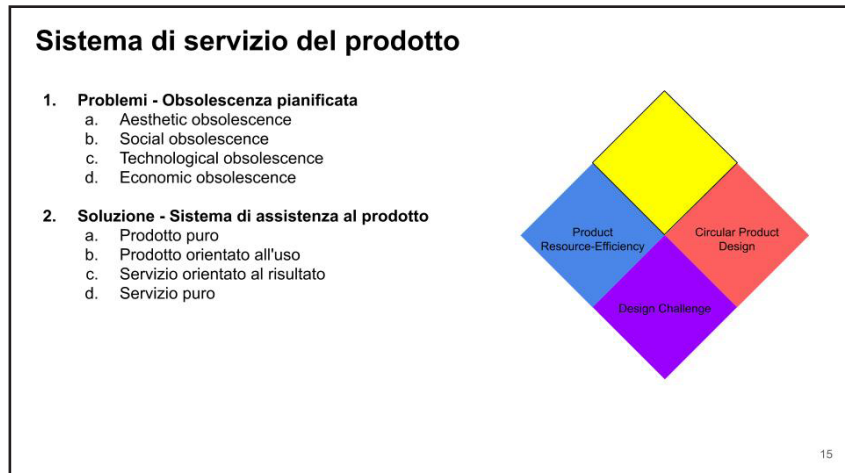 Sistema di servizio del prodotto
1. Problemi - Obsolescenza pianificata
a. Aesthetic obsolescence
b. Social obsolescence
c. Technological obsolescence
d. Economic obsolescence
2. Soluzione - Sistema di assistenza al prodotto
a. Prodotto puro
b. Prodotto orientato all'uso
c. Servizio orientato al risultato
d. Servizio puro
Product
Resource-Efficiency
Circular Product
Design
Design Challenge
15